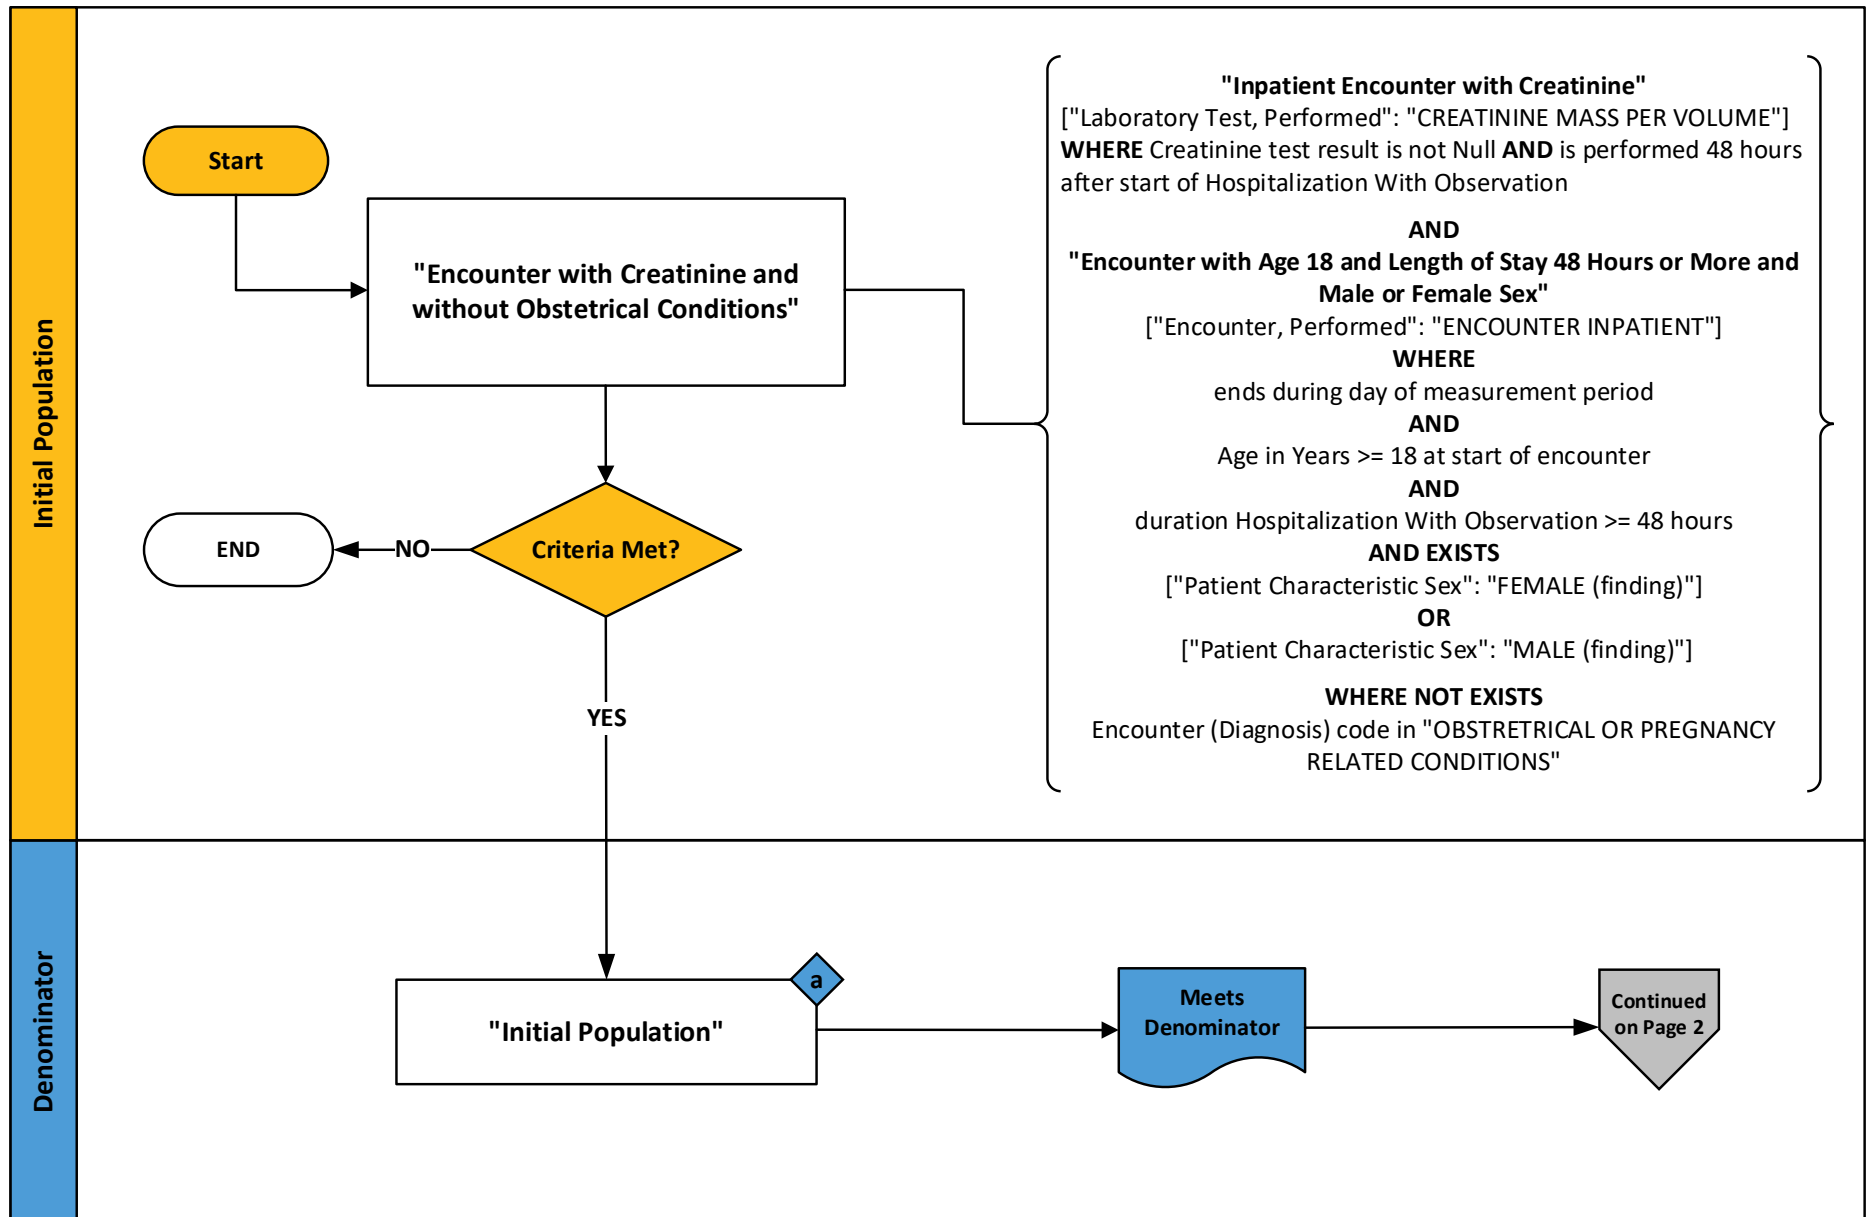 Initial Population
Start
"Encounter with Creatinine and
without Obstetrical Conditions"
Criteria Met?
NO
END
YES
"Inpatient Encounter with Creatinine"
["Laboratory Test, Performed": "CREATININE MASS PER VOLUME"]
WHERE Creatinine test result is not Null AND is performed 48 hours
after start of Hospitalization With Observation
AND
"Encounter with Age 18 and Length of Stay 48 Hours or More and
Male or Female Sex"
["Encounter, Performed": "ENCOUNTER INPATIENT"]
WHERE
ends during day of measurement period
AND
Age in Years >= 18 at start of encounter
AND
duration Hospitalization With Observation >= 48 hours
AND EXISTS
["Patient Characteristic Sex": "FEMALE (finding)"]
OR
["Patient Characteristic Sex": "MALE (finding)"]
WHERE NOT EXISTS
Encounter (Diagnosis) code in "OBSTRETRICAL OR PREGNANCY
RELATED CONDITIONS"
Denominator
"Initial Population"
a
Meets
Denominator
Continued
on Page 2